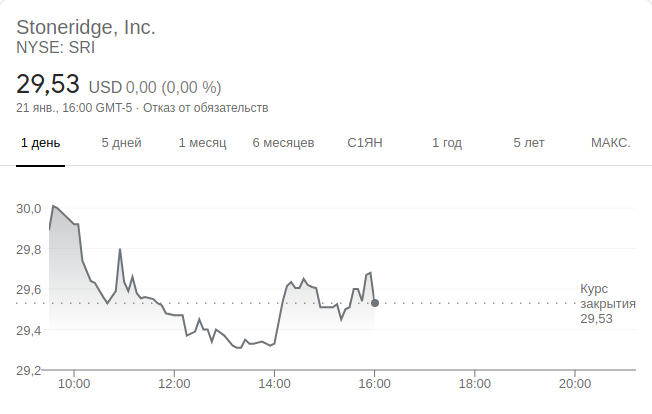 Stoneridge, Inc.
NYSE: SRI
29,53 USD 0,00 (0,00 %)
21 янв., 16:00 GMT-5 · Отказ от обязательств
1 день 5 дней 1 месяц 6 месяцев С1ЯН 1 год 5 лет МАКС.
30,0
29,8
29,6
29,4
29,2
Курс
закрытия
29,53
10:00 12:00 14:00 16:00 18:00 20:00